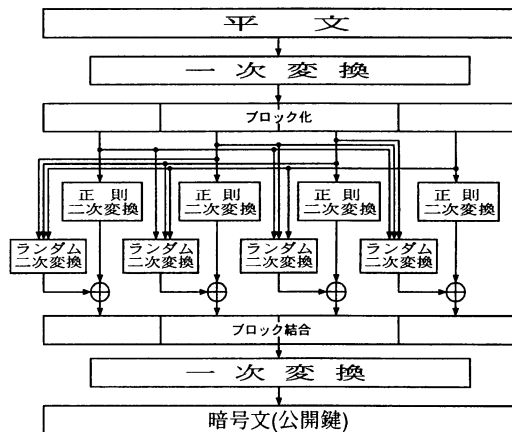 平 文
一 次 変 換
ブロック化
正 則
二次変換
正 則
二次変換
正 則
二次変換
正 則
二次変換
ランダム
二次変換
ランダム
二次変換
ランダム
二次変換
ランダム
二次変換
ブロック結合
一 次 変 換
暗号文(公開鍵)